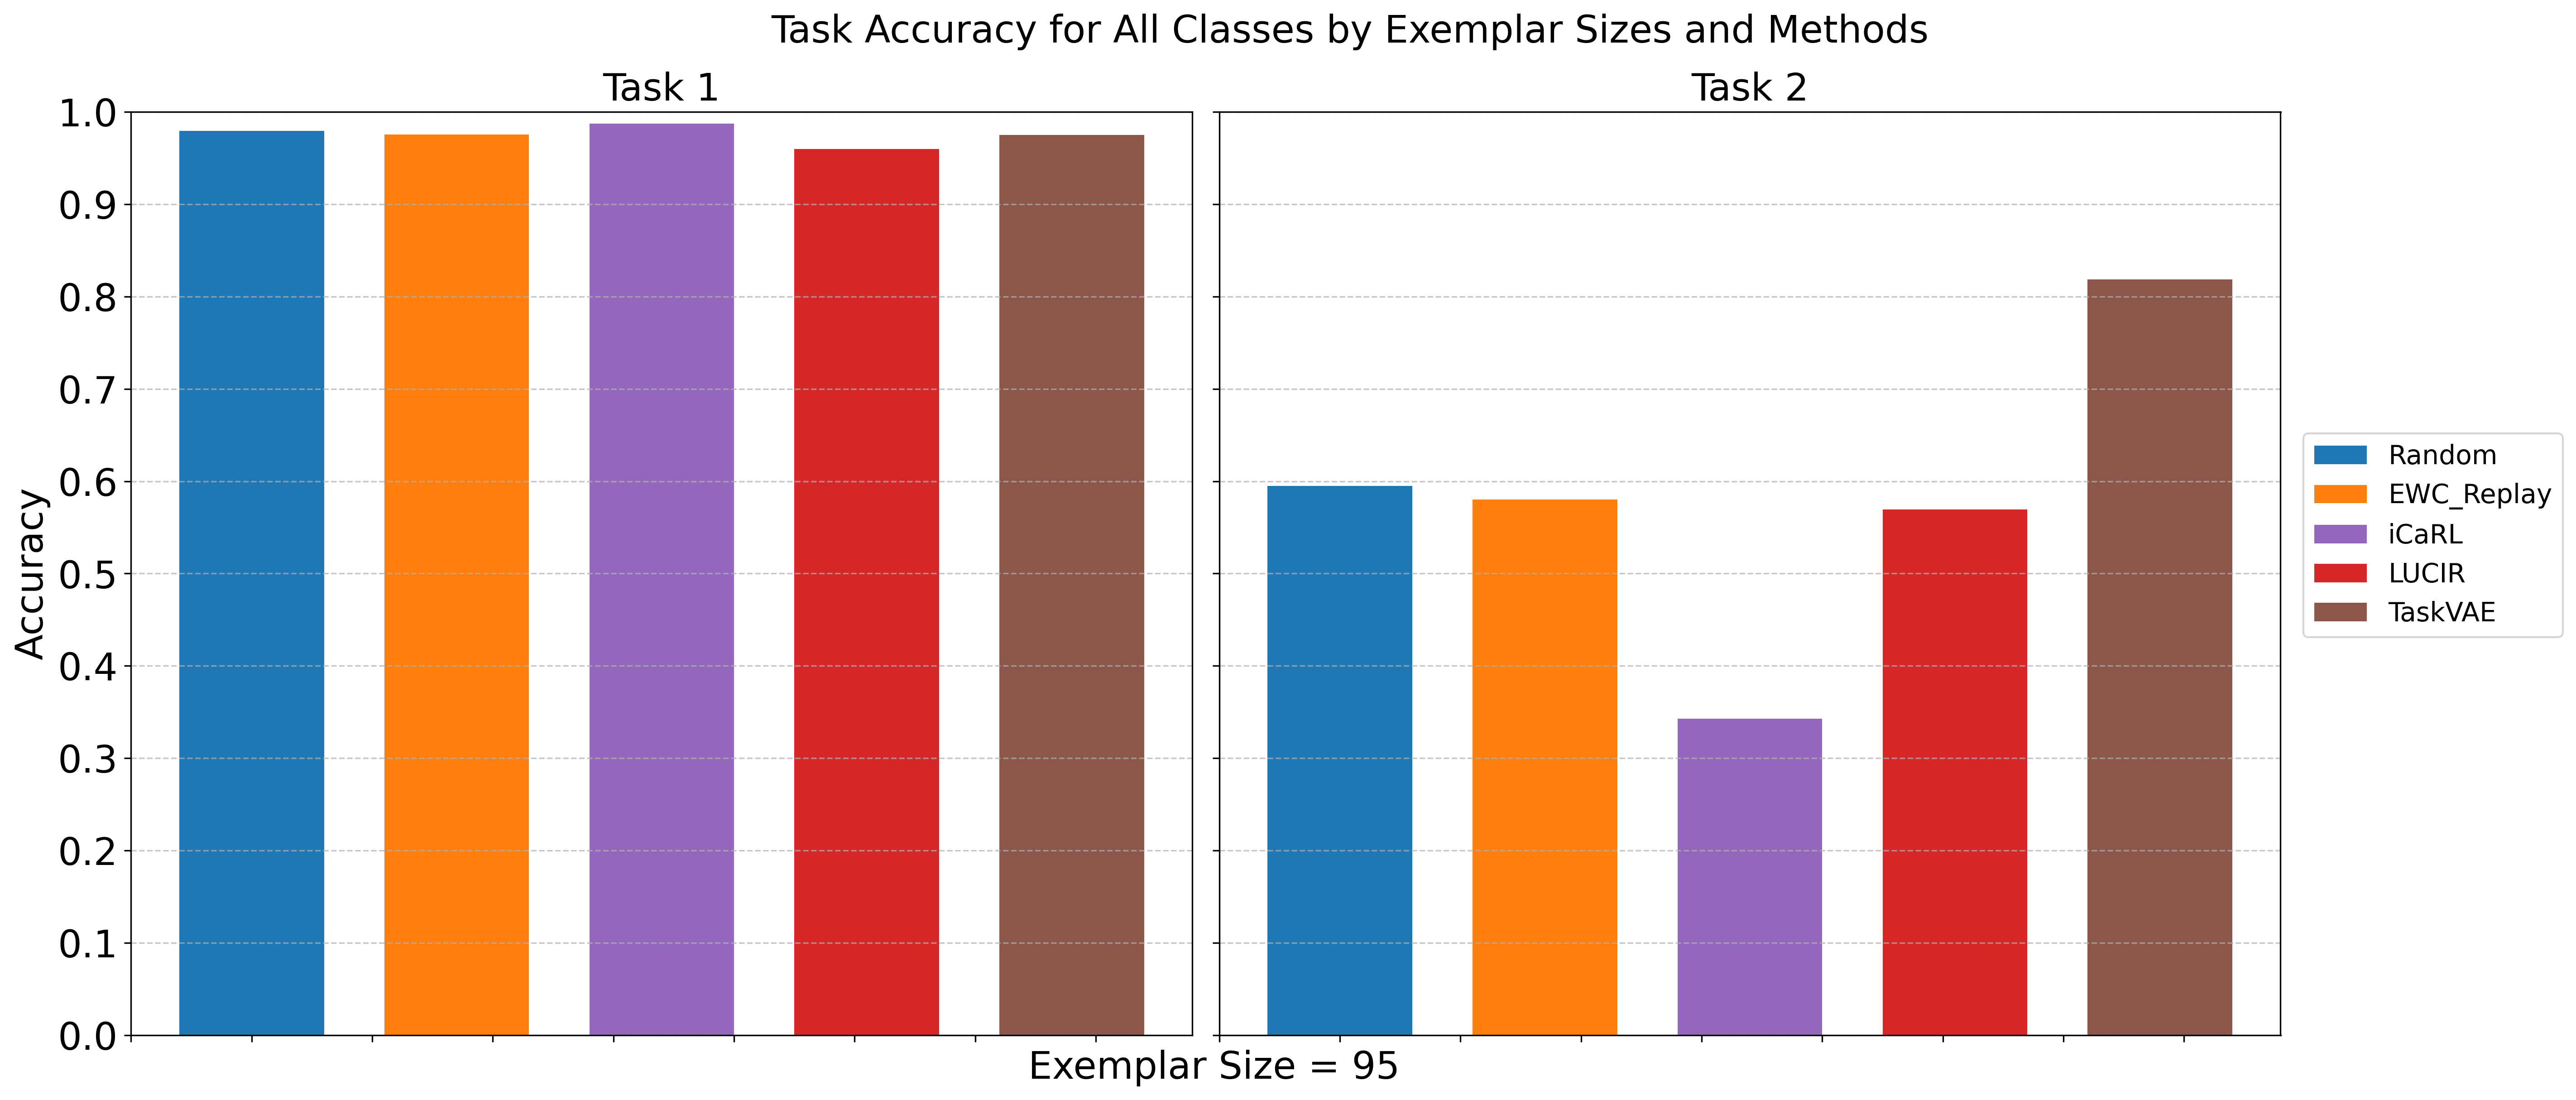 Task Accuracy for All Classes by Exemplar Sizes and Methods
Task 1
Task 2
1.0
0.9
0.8
0.7
0.6
0.5
0.4
0.3
0.2
0.1
0.0
Accuracy
Exemplar Size = 95
Random
EWC_Replay
iCaRL
LUCIR
TaskVAE